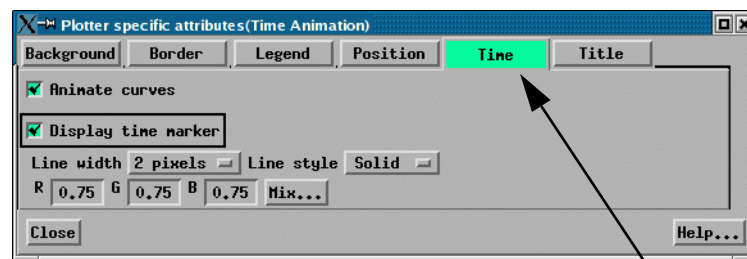 Plotter specific attributes(Time Animation)
Background Border Legend Position Time Title
Animate curves
Display time marker
Line width 2 pixels Line style Solid
R 0.75 G 0.75 B 0.75 Mix...
Close Help...